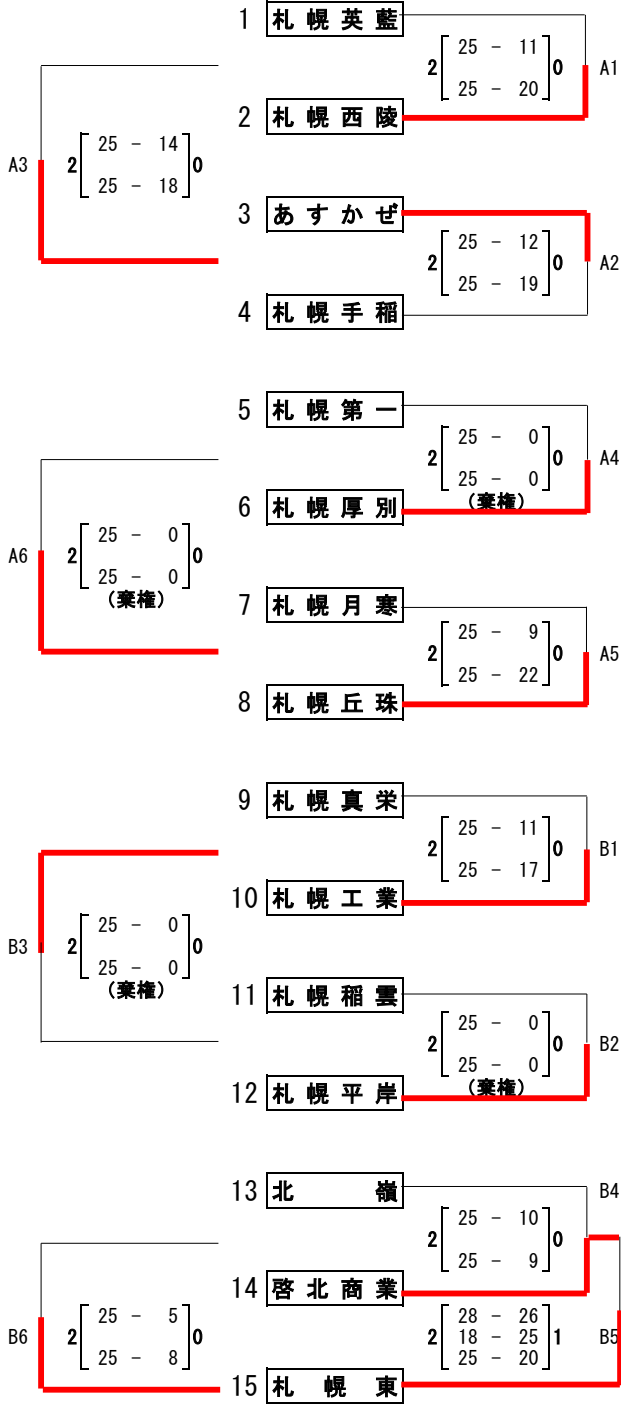 1 札幌英藍
2[25 - 11]0 A1
25 - 20
2 札幌西陵
A3 2[25 - 14]0
25 - 18
3 あすかぜ
2[25 - 12]0 A2
25 - 19
4 札幌手稲
5 札幌第一
2[25 - 0]0 A4
25 - 0
(棄権)
6 札幌厚別
A6 2[25 - 0]0
25 - 0
(棄権)
7 札幌月寒
2[25 - 9]0 A5
25 - 22
8 札幌丘珠
9 札幌真栄
2[25 - 11]0 B1
25 - 17
10 札幌工業
B3 2[25 - 0]0
25 - 0
(棄権)
11 札幌稲雲
2[25 - 0]0 B2
25 - 0
(棄権)
12 札幌平岸
13 北嶺 B4
2[25 - 10]0
25 - 9
14 啓北商業
B6 2[25 - 5]0
25 - 8
28 - 26
2[18 - 25]1 B5
25 - 20
15 札幌東